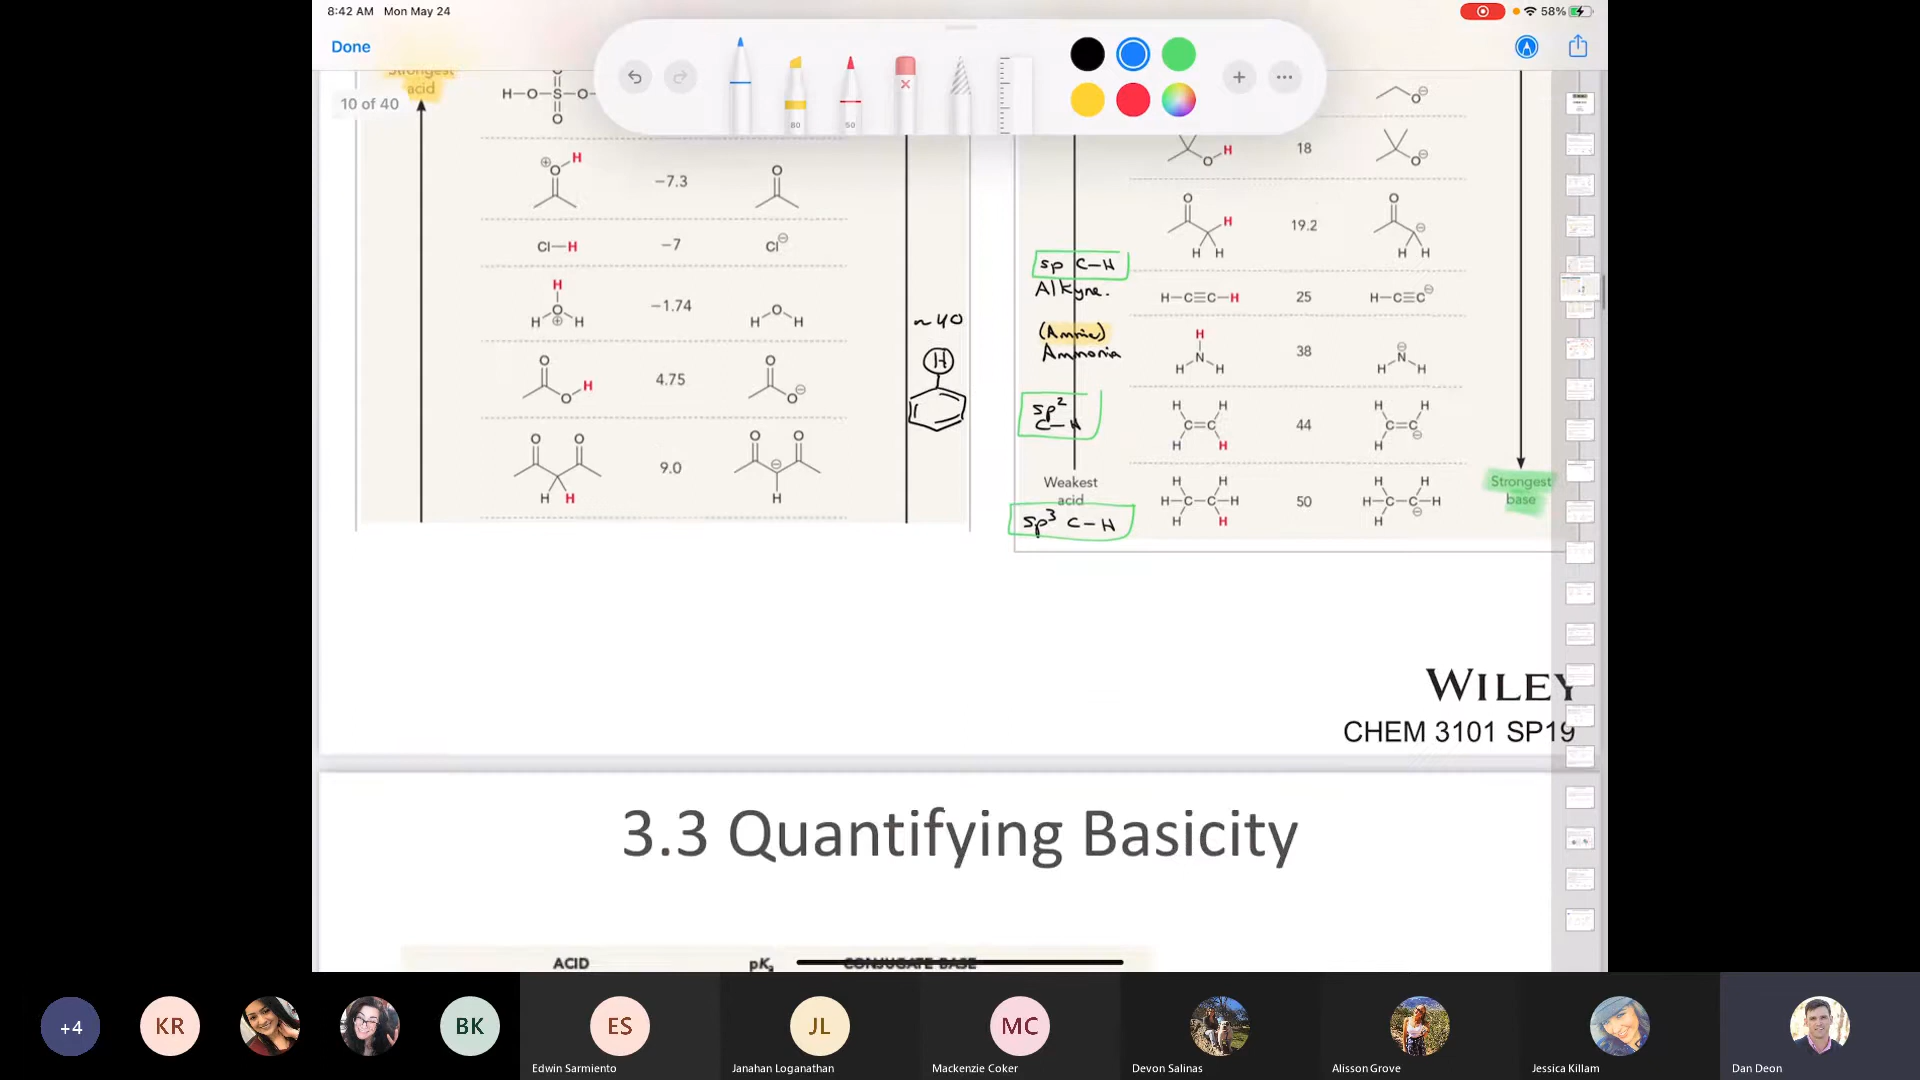 8:42 AM Mon May 24
58%
Done
80
50
10 of 40
Strongest
acid
H–O–S–O–
O
O
⊕
O
H
−7.3
O
Cl–H
−7
Cl⊖
H
H
O
⊕
H
−1.74
H
O
H
O
O
H
4.75
O
O⊖
O
O
H
H
9.0
O
O
⊖
H
~40
H
O⊖
O
H
18
O⊖
O
H
H
H
19.2
O
⊖
H
H
sp C–H
Alkyne.
H–C≡C–H
25
H–C≡C⊖
(Amine)
Ammonia
H
N
H
H
38
⊖
N
H
H
sp² C–H
H
H
C=C
H
H
44
H
H
C=C
H
⊖
Weakest
acid
sp³ C–H
H
H
H–C–C–H
H
H
50
H
H
H–C–C–H
H
⊖
Strongest
base
WILEY
CHEM 3101 SP19
3.3 Quantifying Basicity
ACID pKa CONJUGATE BASE
+4
KR
BK
ES
JL
MC
Edwin Sarmiento
Janahan Loganathan
Mackenzie Coker
Devon Salinas
Alisson Grove
Jessica Killam
Dan Deon